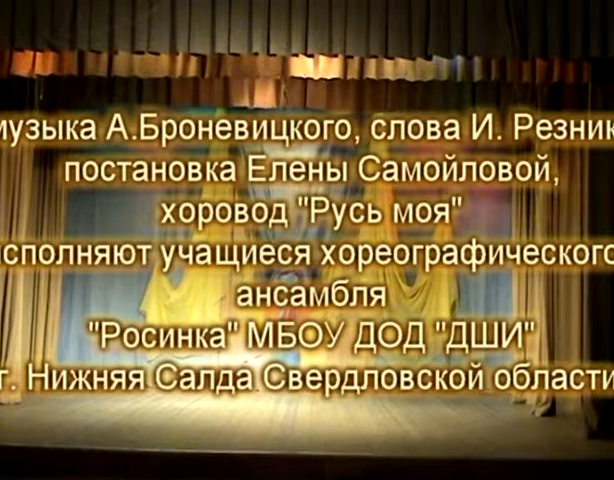 музыка А.Броневицкого, слова И. Резник
постановка Елены Самойловой,
хоровод "Русь моя"
исполняют учащиеся хореографического
ансамбля
"Росинка" МБОУ ДОД "ДШИ"
г. Нижняя Салда Свердловской области